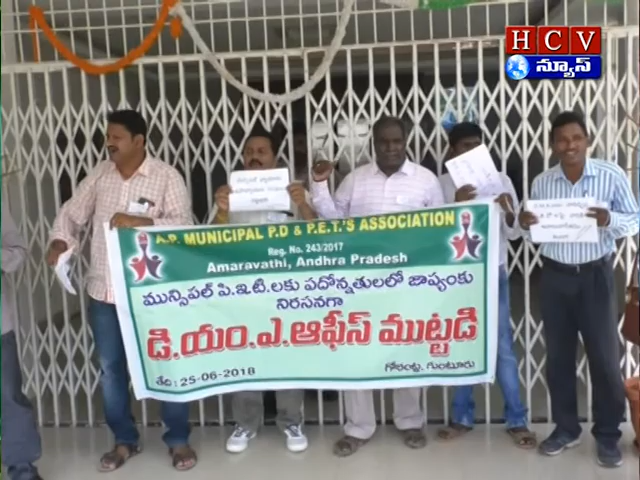 HCV
న్యూస్
A.P. MUNICIPAL P.D & P.E.T.'S ASSOCIATION
Reg. No. 243/2017
Amaravathi, Andhra Pradesh
మున్సిపల్ పి.ఇ.టి.లకు పదోన్నతులలో జాప్యంకు
నిరసనగా
డి.యం.ఎ.ఆఫీస్ ముట్టడి
తేది : 25-06-2018
గోరంట్ల, గుంటూరు